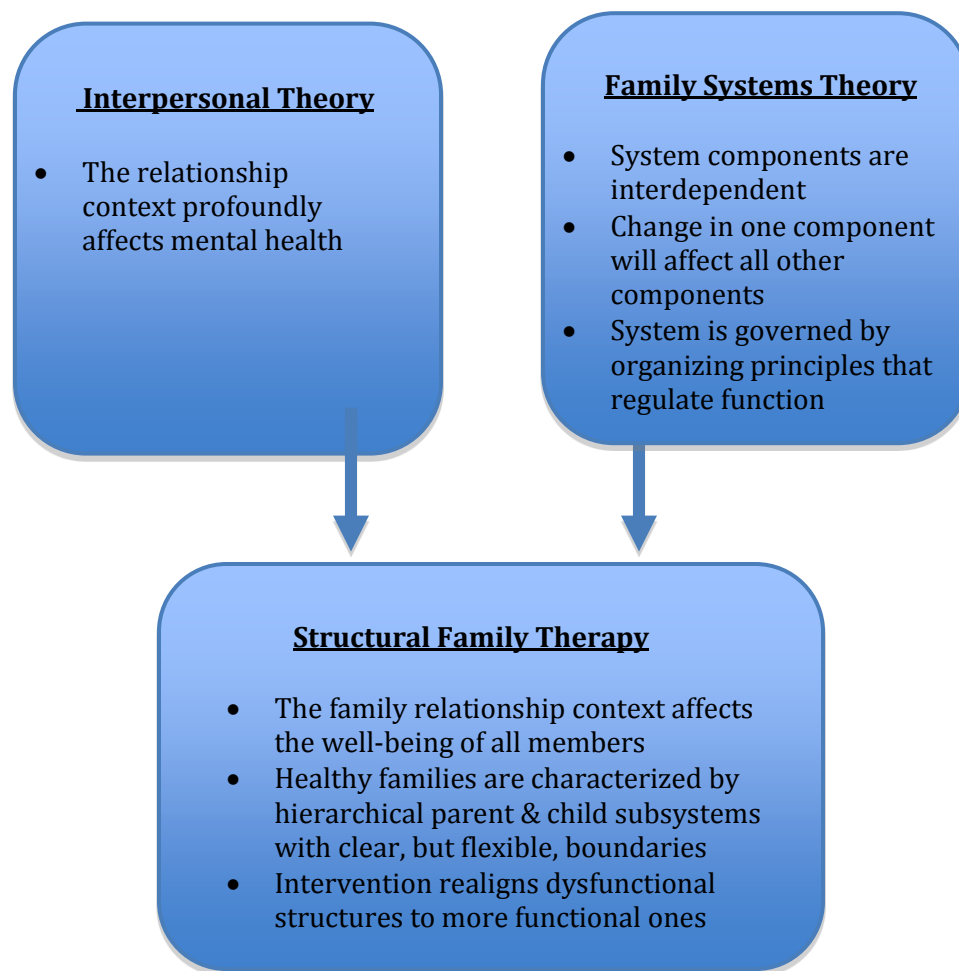 Interpersonal Theory
• The relationship
context profoundly
affects mental health
Family Systems Theory
• System components are
interdependent
• Change in one component
will affect all other
components
• System is governed by
organizing principles that
regulate function
Structural Family Therapy
• The family relationship context affects
the well-being of all members
• Healthy families are characterized by
hierarchical parent & child subsystems
with clear, but flexible, boundaries
• Intervention realigns dysfunctional
structures to more functional ones